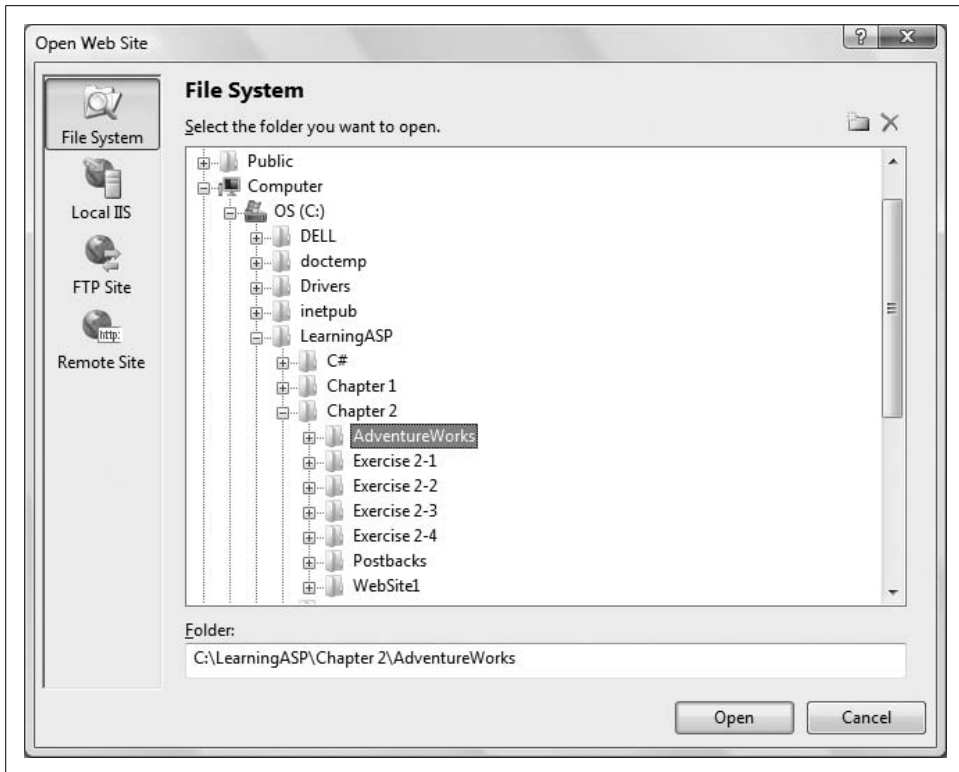 Open Web Site
File System
Local IIS
FTP Site
http:
Remote Site
File System
Select the folder you want to open.
Public
Computer
OS (C:)
DELL
doctemp
Drivers
inetpub
LearningASP
C#
Chapter 1
Chapter 2
AdventureWorks
Exercise 2-1
Exercise 2-2
Exercise 2-3
Exercise 2-4
Postbacks
WebSite1
Folder:
C:\LearningASP\Chapter 2\AdventureWorks
Open
Cancel